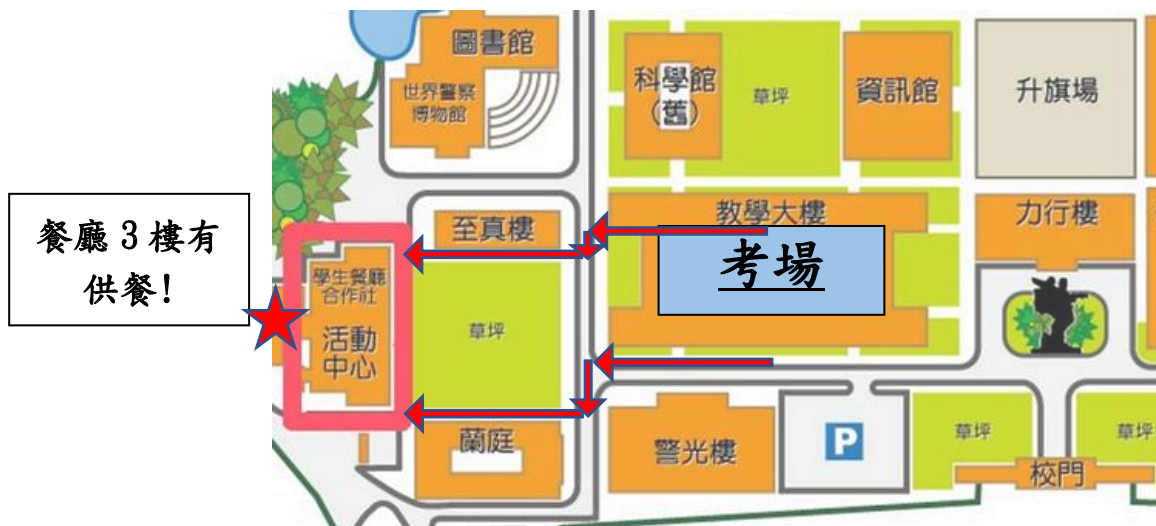 圖書館
世界警察
博物館
科學館
(舊)
草坪
資訊館
升旗場
餐廳3樓有
供餐!
至真樓
教學大樓
力行樓
考場
學生餐廳
合作社
活動
中心
草坪
蘭庭
警光樓
P
草坪
草坪
校門